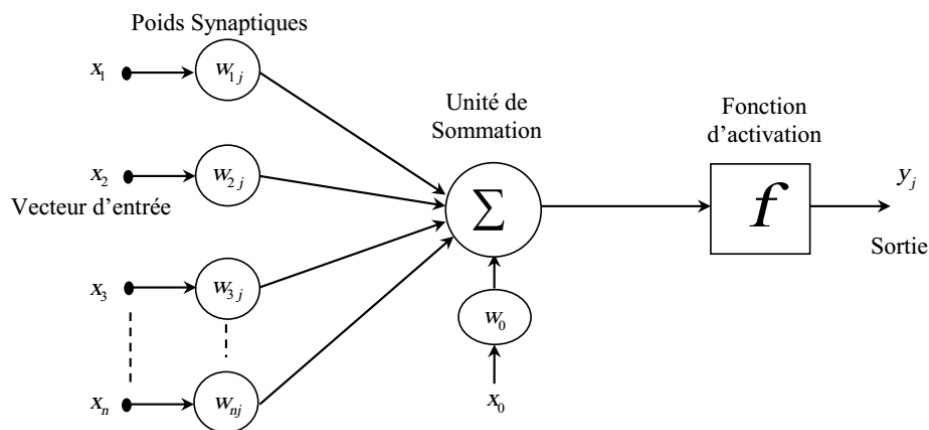 Poids Synaptiques
x₁
w₁ⱼ
Unité de
Sommation
Fonction
d’activation
x₂
w₂ⱼ
Vecteur d’entrée
∑
f
yⱼ
Sortie
x₃
w₃ⱼ
w₀
xₙ
wₙⱼ
x₀